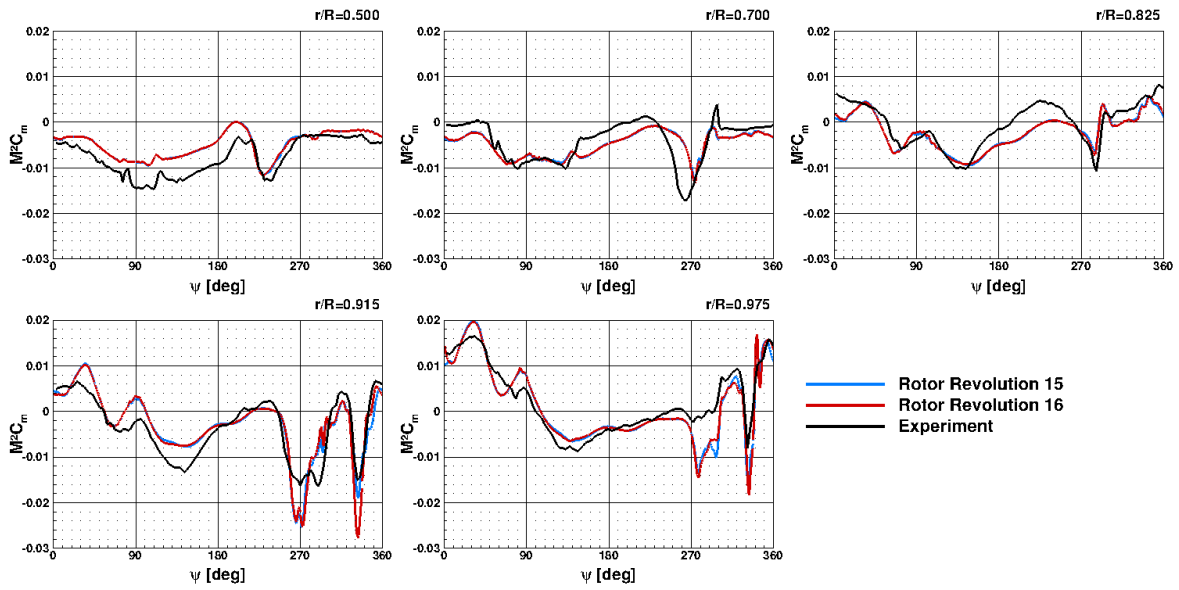 r/R=0.500
r/R=0.700
r/R=0.825
0.02
0.01
0
-0.01
-0.02
-0.03
M²Cm
0 90 180 270 360
ψ [deg]
0.02
0.01
0
-0.01
-0.02
-0.03
M²Cm
0 90 180 270 360
ψ [deg]
0.02
0.01
0
-0.01
-0.02
-0.03
M²Cm
0 90 180 270 360
ψ [deg]
r/R=0.915
r/R=0.975
0.02
0.01
0
-0.01
-0.02
-0.03
M²Cm
0 90 180 270 360
ψ [deg]
0.02
0.01
0
-0.01
-0.02
-0.03
M²Cm
0 90 180 270 360
ψ [deg]
Rotor Revolution 15
Rotor Revolution 16
Experiment